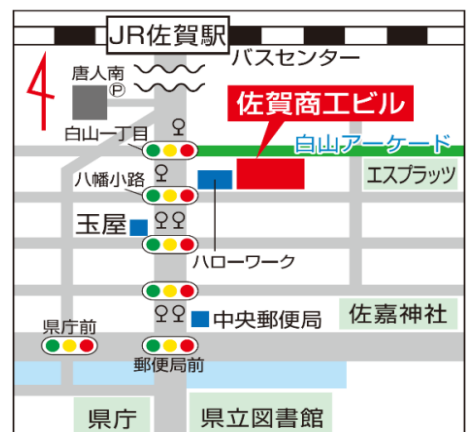 JR佐賀駅
バスセンター
唐人南
Ⓟ
佐賀商工ビル
白山一丁目
白山アーケード
八幡小路
エスプラッツ
玉屋
ハローワーク
中央郵便局
佐嘉神社
県庁前
郵便局前
県庁
県立図書館